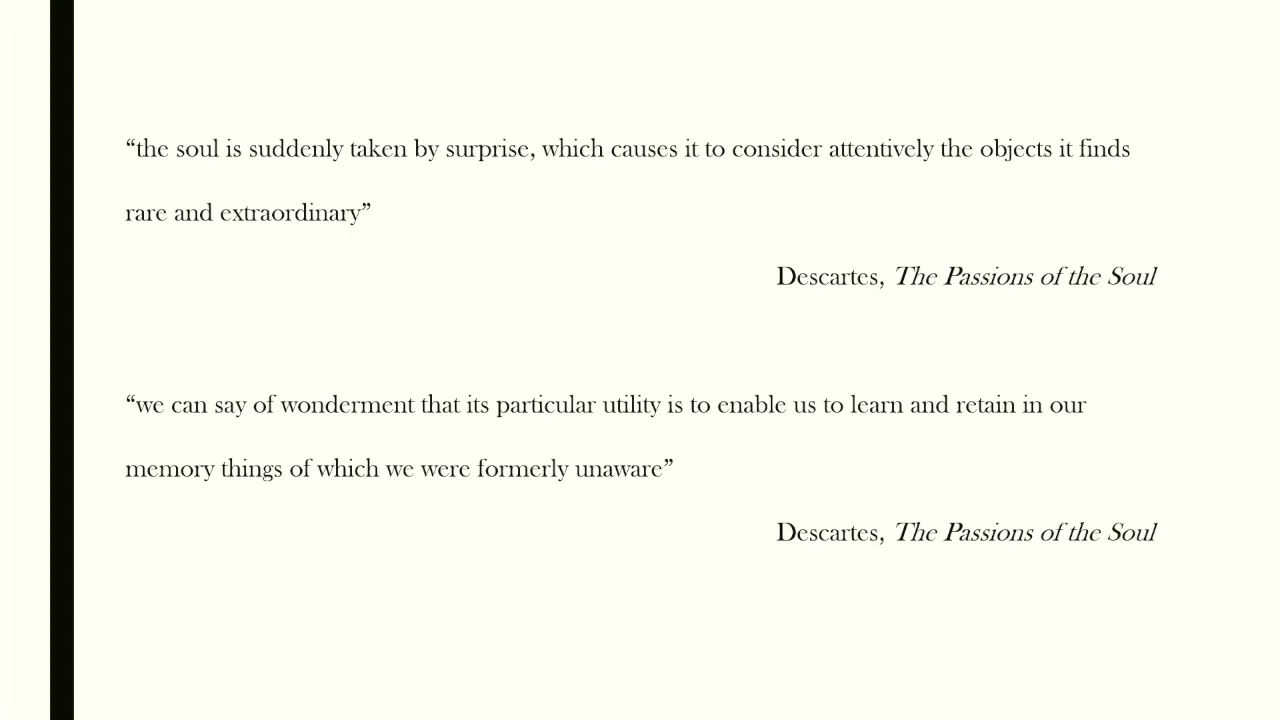 “the soul is suddenly taken by surprise, which causes it to consider attentively the objects it finds
rare and extraordinary”
Descartes, The Passions of the Soul
“we can say of wonderment that its particular utility is to enable us to learn and retain in our
memory things of which we were formerly unaware”
Descartes, The Passions of the Soul